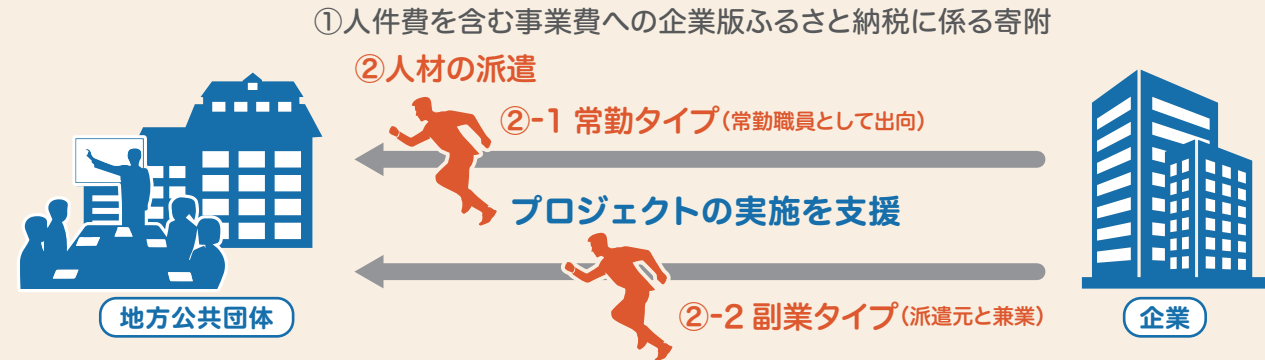 ①人件費を含む事業費への企業版ふるさと納税に係る寄附
②人材の派遣
②-1 常勤タイプ(常勤職員として出向)
プロジェクトの実施を支援
②-2 副業タイプ(派遣元と兼業)
地方公共団体
企業